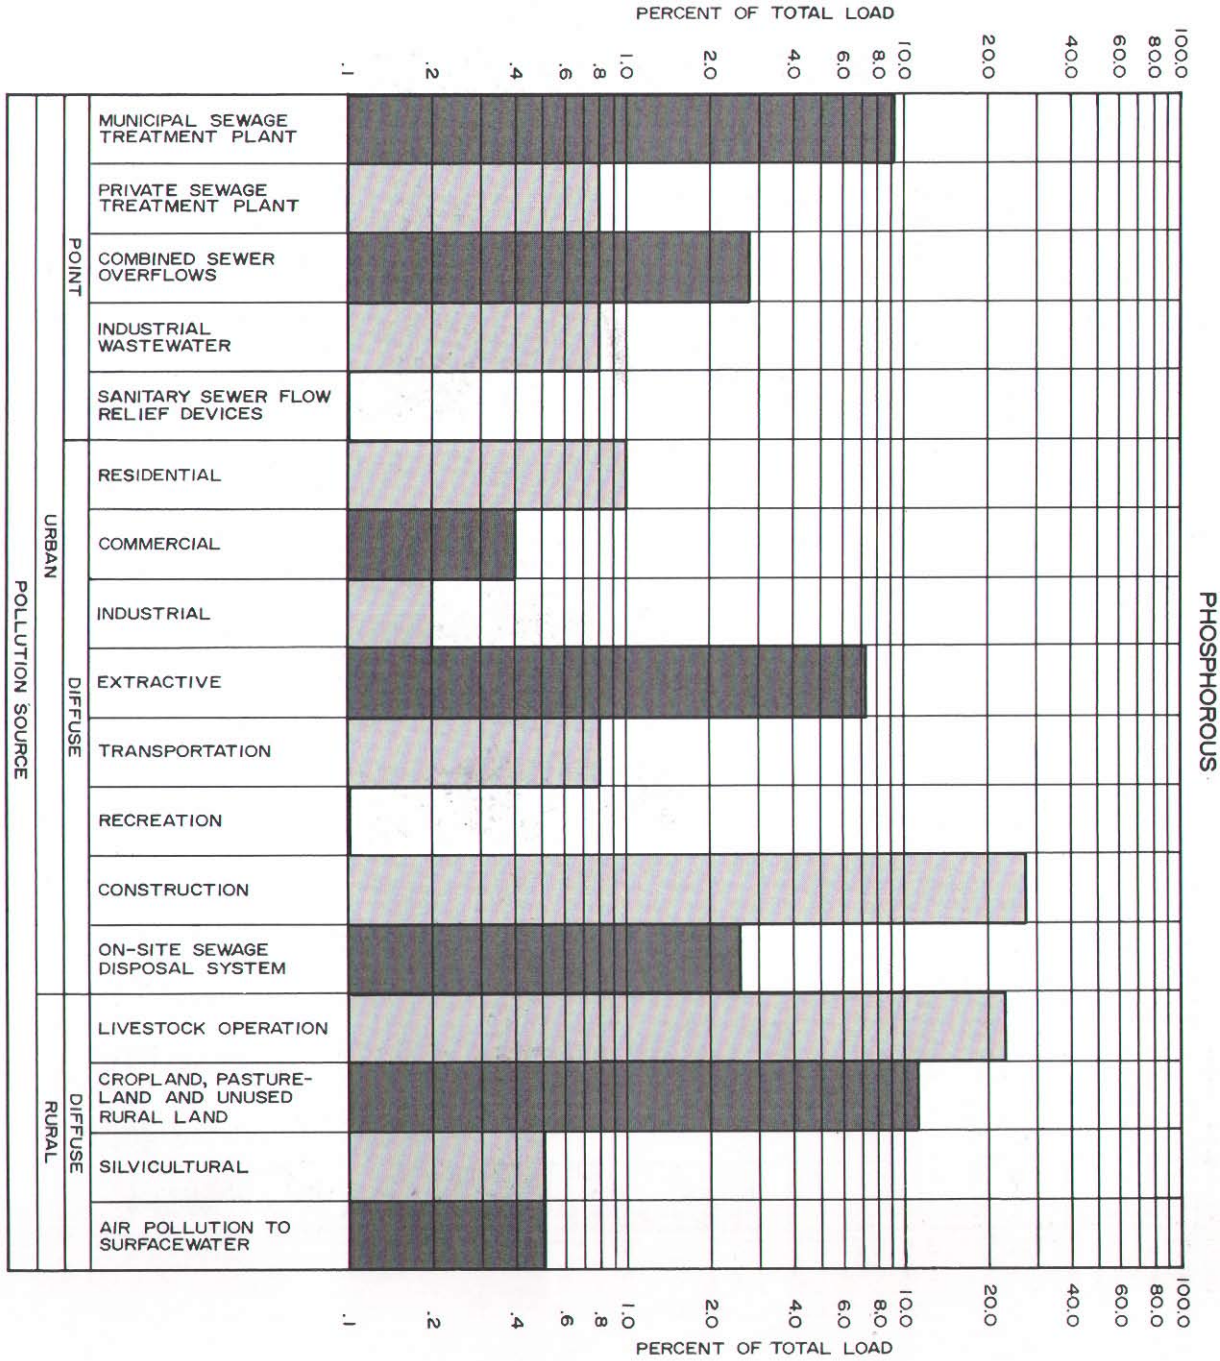 PERCENT OF TOTAL LOAD
.1 .2 .4 .6 .8 1.0 2.0 4.0 6.0 8.0 10.0 20.0 40.0 60.0 80.0 100.0
MUNICIPAL SEWAGE
TREATMENT PLANT
PRIVATE SEWAGE
TREATMENT PLANT
COMBINED SEWER
OVERFLOWS
INDUSTRIAL
WASTEWATER
SANITARY SEWER FLOW
RELIEF DEVICES
RESIDENTIAL
COMMERCIAL
INDUSTRIAL
EXTRACTIVE
TRANSPORTATION
RECREATION
CONSTRUCTION
ON-SITE SEWAGE
DISPOSAL SYSTEM
LIVESTOCK OPERATION
CROPLAND, PASTURE-
LAND AND UNUSED
RURAL LAND
SILVICULTURAL
AIR POLLUTION TO
SURFACEWATER
POINT
DIFFUSE
DIFFUSE
URBAN
RURAL
POLLUTION SOURCE
PHOSPHOROUS
.1 .2 .4 .6 .8 1.0 2.0 4.0 6.0 8.0 10.0 20.0 40.0 60.0 80.0 100.0
PERCENT OF TOTAL LOAD